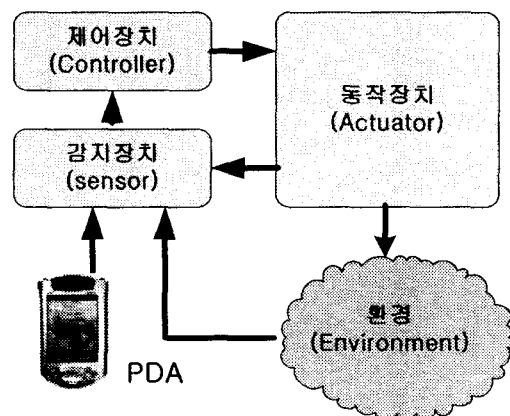 제어장치
(Controller)
동작장치
(Actuator)
감지장치
(sensor)
PDA
환경
(Environment)